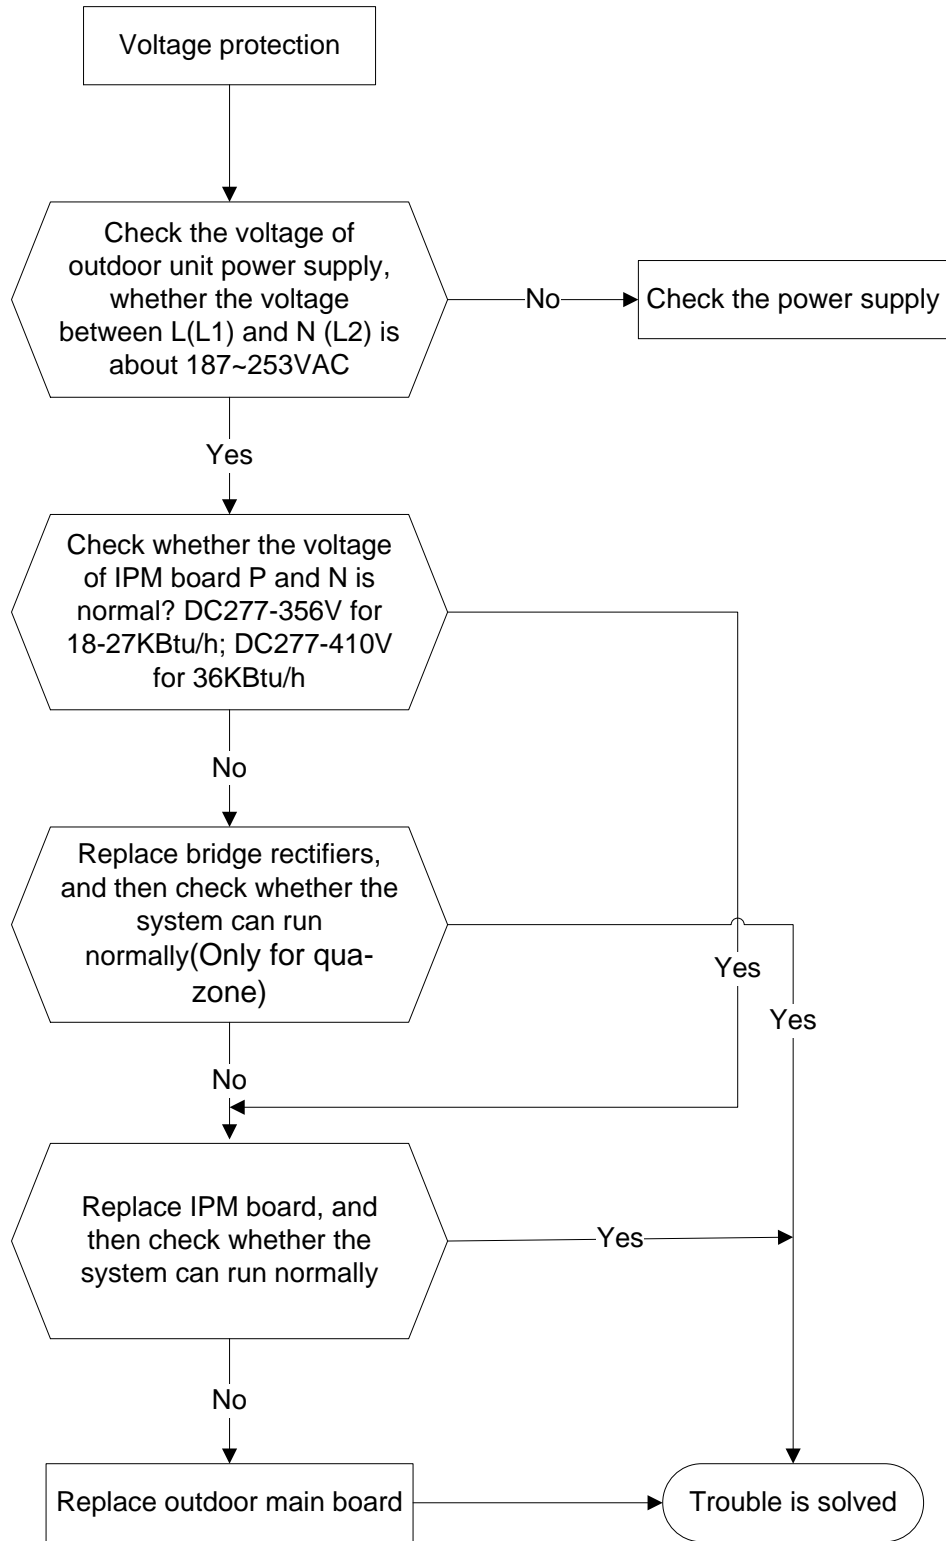 Voltage protection
Check the voltage of
outdoor unit power supply,
whether the voltage
between L(L1) and N (L2) is
about 187~253VAC
No
Check the power supply
Yes
Check whether the voltage
of IPM board P and N is
normal? DC277-356V for
18-27KBtu/h; DC277-410V
for 36KBtu/h
No
Replace bridge rectifiers,
and then check whether the
system can run
normally(Only for qua-
zone)
Yes
Yes
No
Replace IPM board, and
then check whether the
system can run normally
Yes
No
Replace outdoor main board
Trouble is solved